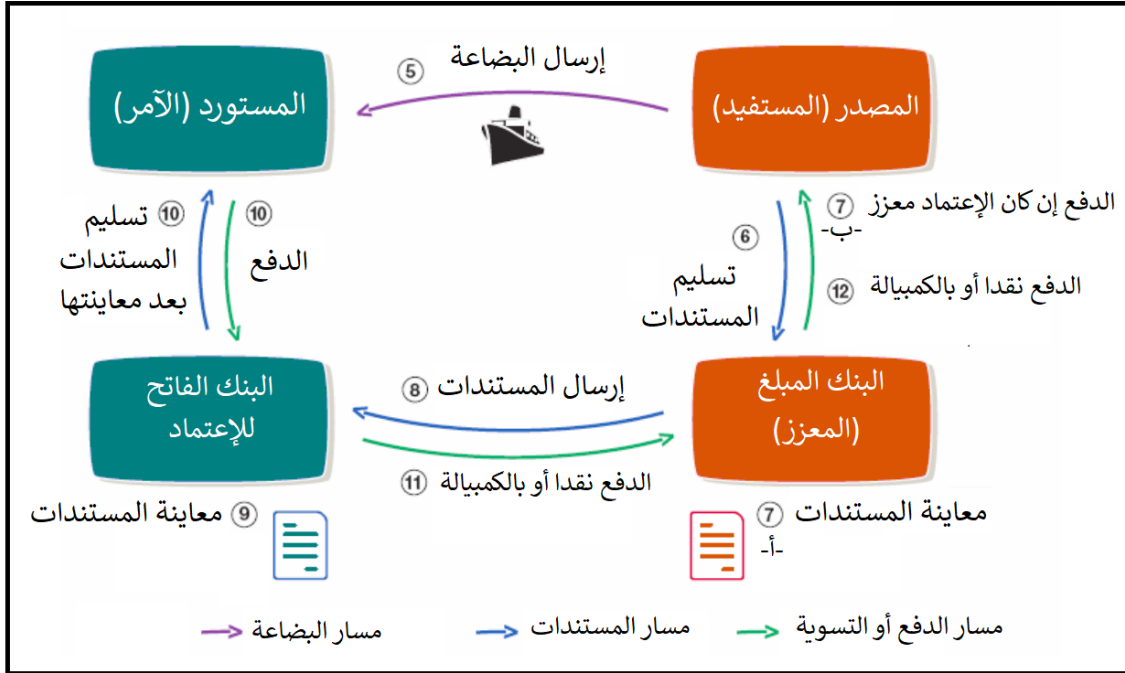 إرسال البضاعة
⑤
المصدر (المستفيد)
المستورد (الآمر)
الدفع إن كان الإعتماد معزز ⑦
-ب-
الدفع نقدا أو بالكمبيالة ⑫
⑥
تسليم
المستندات
⑩
الدفع
⑩ تسليم
المستندات
بعد معاينتها
البنك المبلغ
(المعزز)
إرسال المستندات ⑧
الدفع نقدا أو بالكمبيالة ⑪
البنك الفاتح
للإعتماد
معاينة المستندات ⑦
-أ-
⑨ معاينة المستندات
مسار الدفع أو التسوية
مسار المستندات
مسار البضاعة